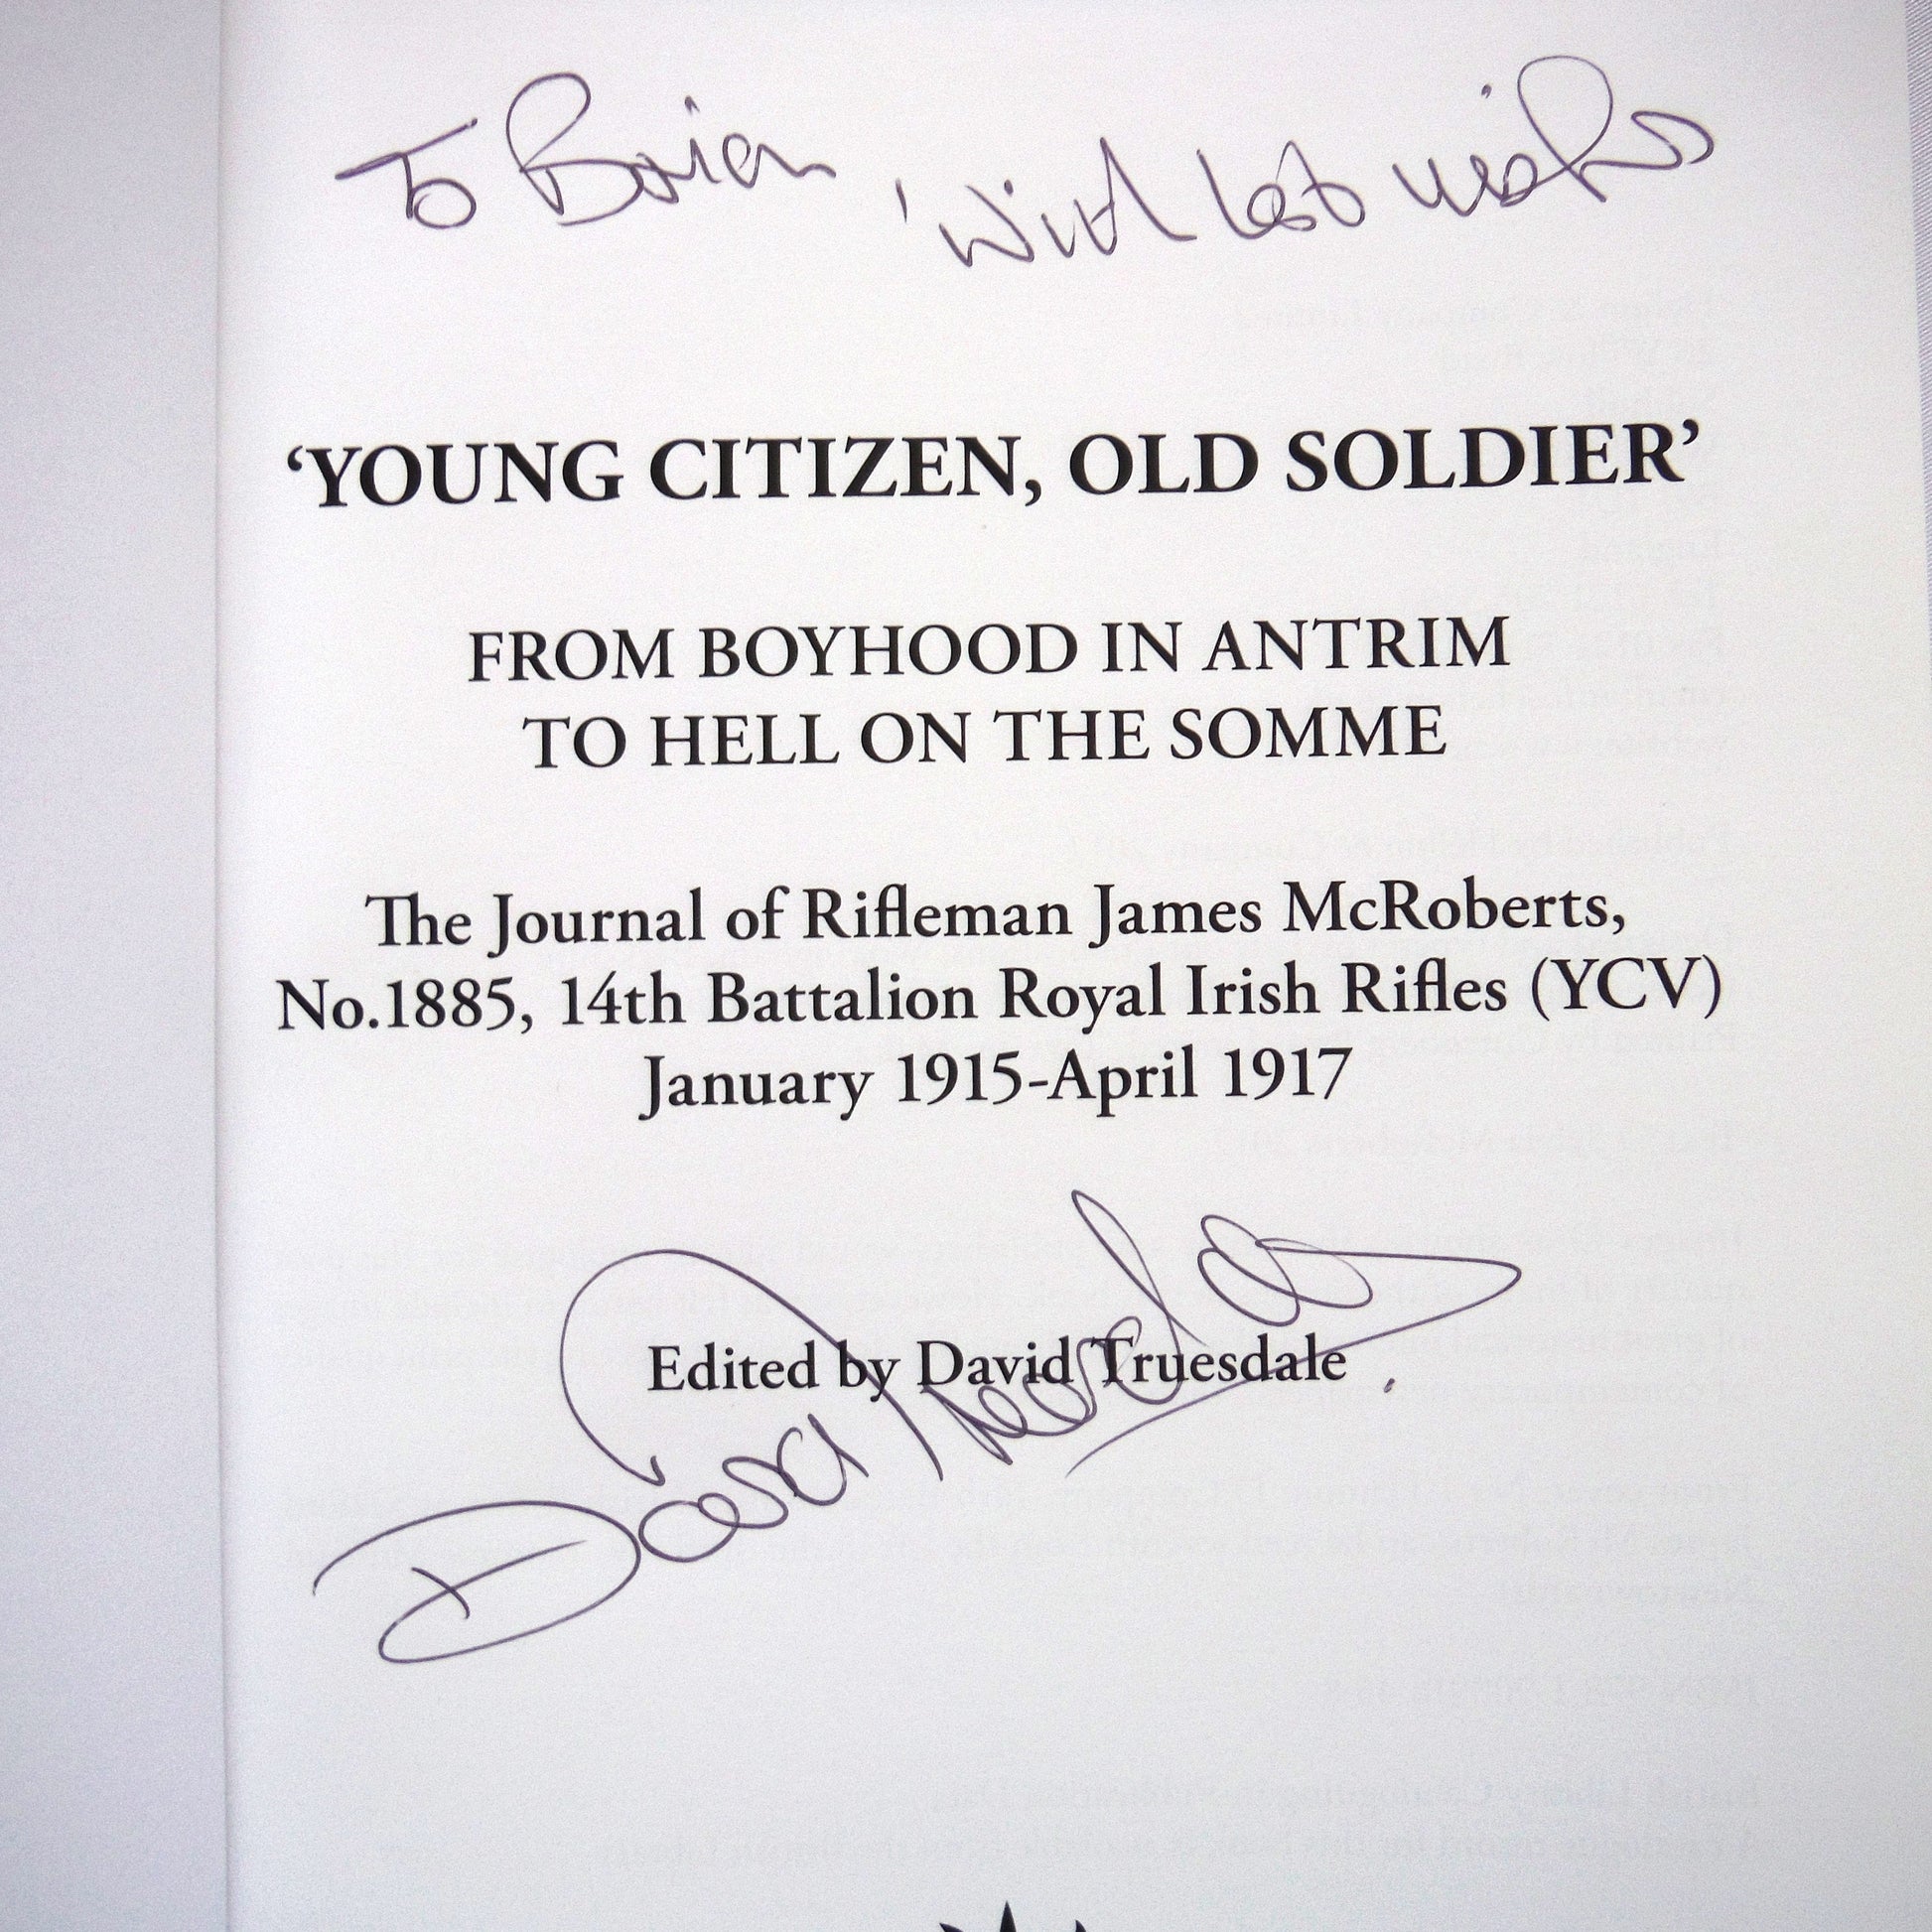 To Brian, With best wishes
‘YOUNG CITIZEN, OLD SOLDIER’
FROM BOYHOOD IN ANTRIM
TO HELL ON THE SOMME
The Journal of Rifleman James McRoberts,
No.1885, 14th Battalion Royal Irish Rifles (YCV)
January 1915-April 1917
Edited by David Truesdale
David Truesdale